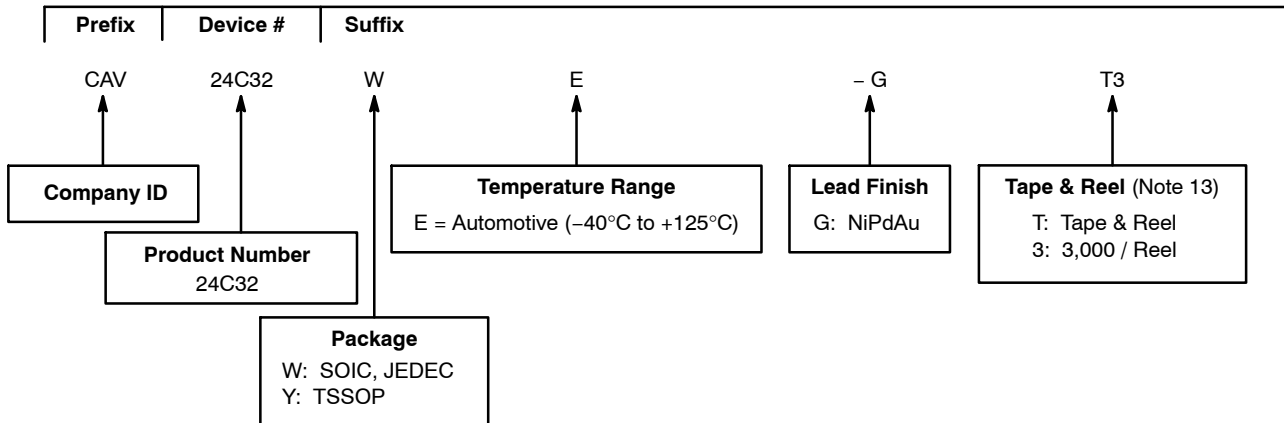 Prefix Device # Suffix
CAV 24C32 W E – G T3
Company ID
Temperature Range
E = Automotive (−40°C to +125°C)
Lead Finish
G: NiPdAu
Tape & Reel (Note 13)
T: Tape & Reel
3: 3,000 / Reel
Product Number
24C32
Package
W: SOIC, JEDEC
Y: TSSOP